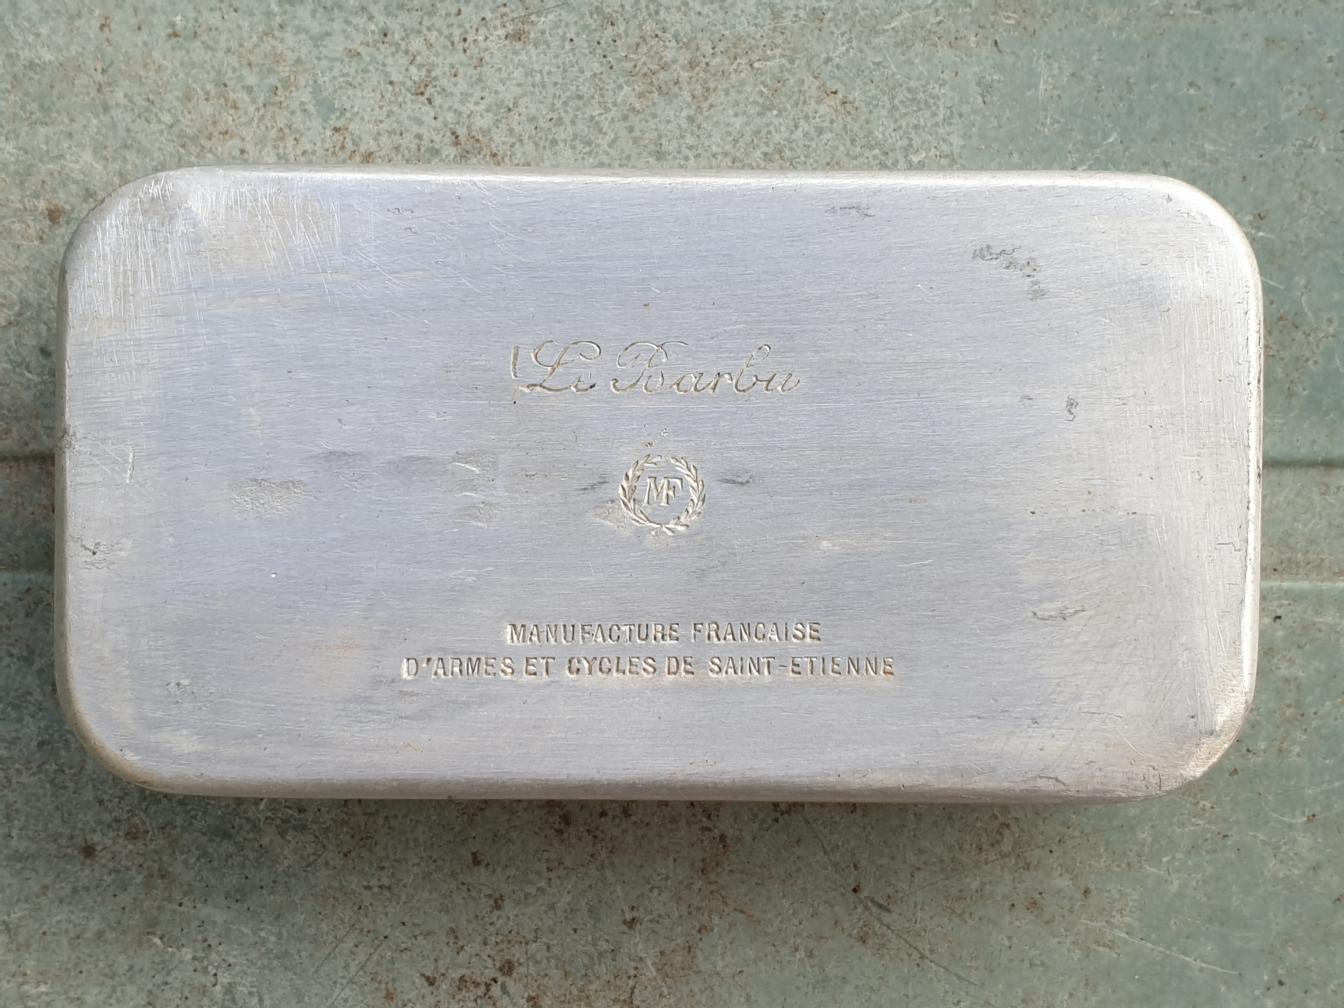 Le Barbu
MF
MANUFACTURE FRANCAISE
D'ARMES ET CYCLES DE SAINT-ETIENNE